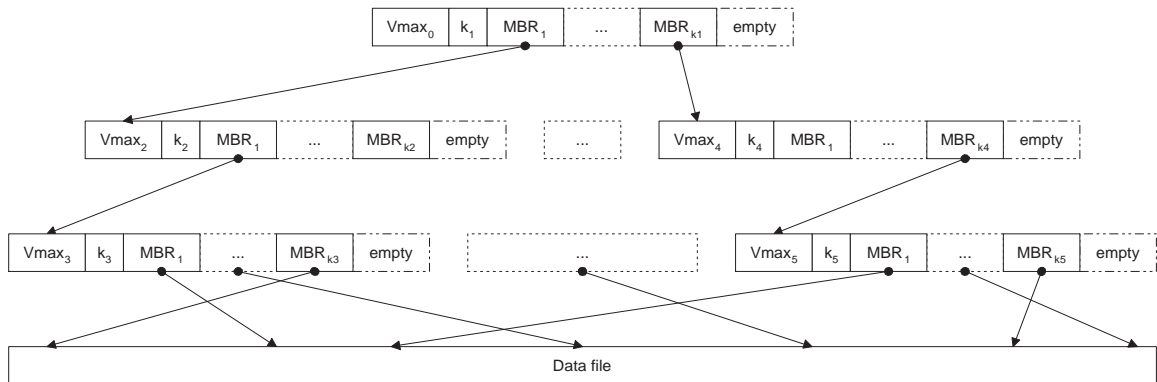 Vmax₀ k₁ MBR₁ ... MBRₖ₁ empty
Vmax₂ k₂ MBR₁ ... MBRₖ₂ empty ... Vmax₄ k₄ MBR₁ ... MBRₖ₄ empty
Vmax₃ k₃ MBR₁ ... MBRₖ₃ empty ... Vmax₅ k₅ MBR₁ ... MBRₖ₅ empty
Data file